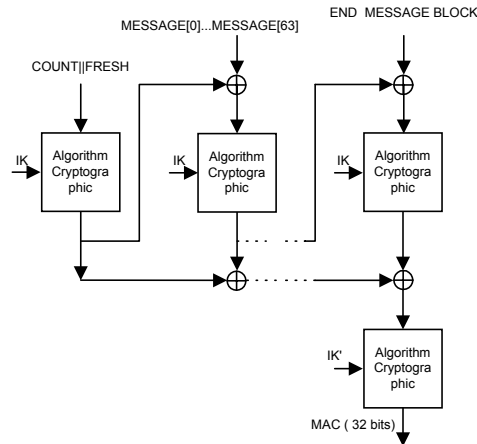 END MESSAGE BLOCK
MESSAGE[0]...MESSAGE[63]
COUNT||FRESH
IK
Algorithm
Cryptogra
phic
IK
Algorithm
Cryptogra
phic
IK
Algorithm
Cryptogra
phic
IK'
Algorithm
Cryptogra
phic
MAC ( 32 bits)